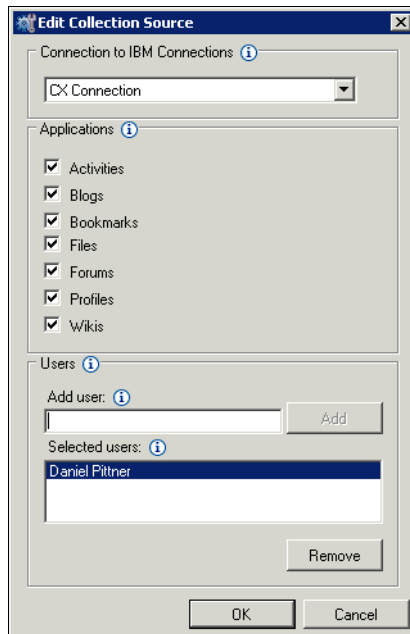 Edit Collection Source
Connection to IBM Connections
CX Connection
Applications
Activities
Blogs
Bookmarks
Files
Forums
Profiles
Wikis
Users
Add user:
Add
Selected users:
Daniel Pittner
Remove
OK Cancel